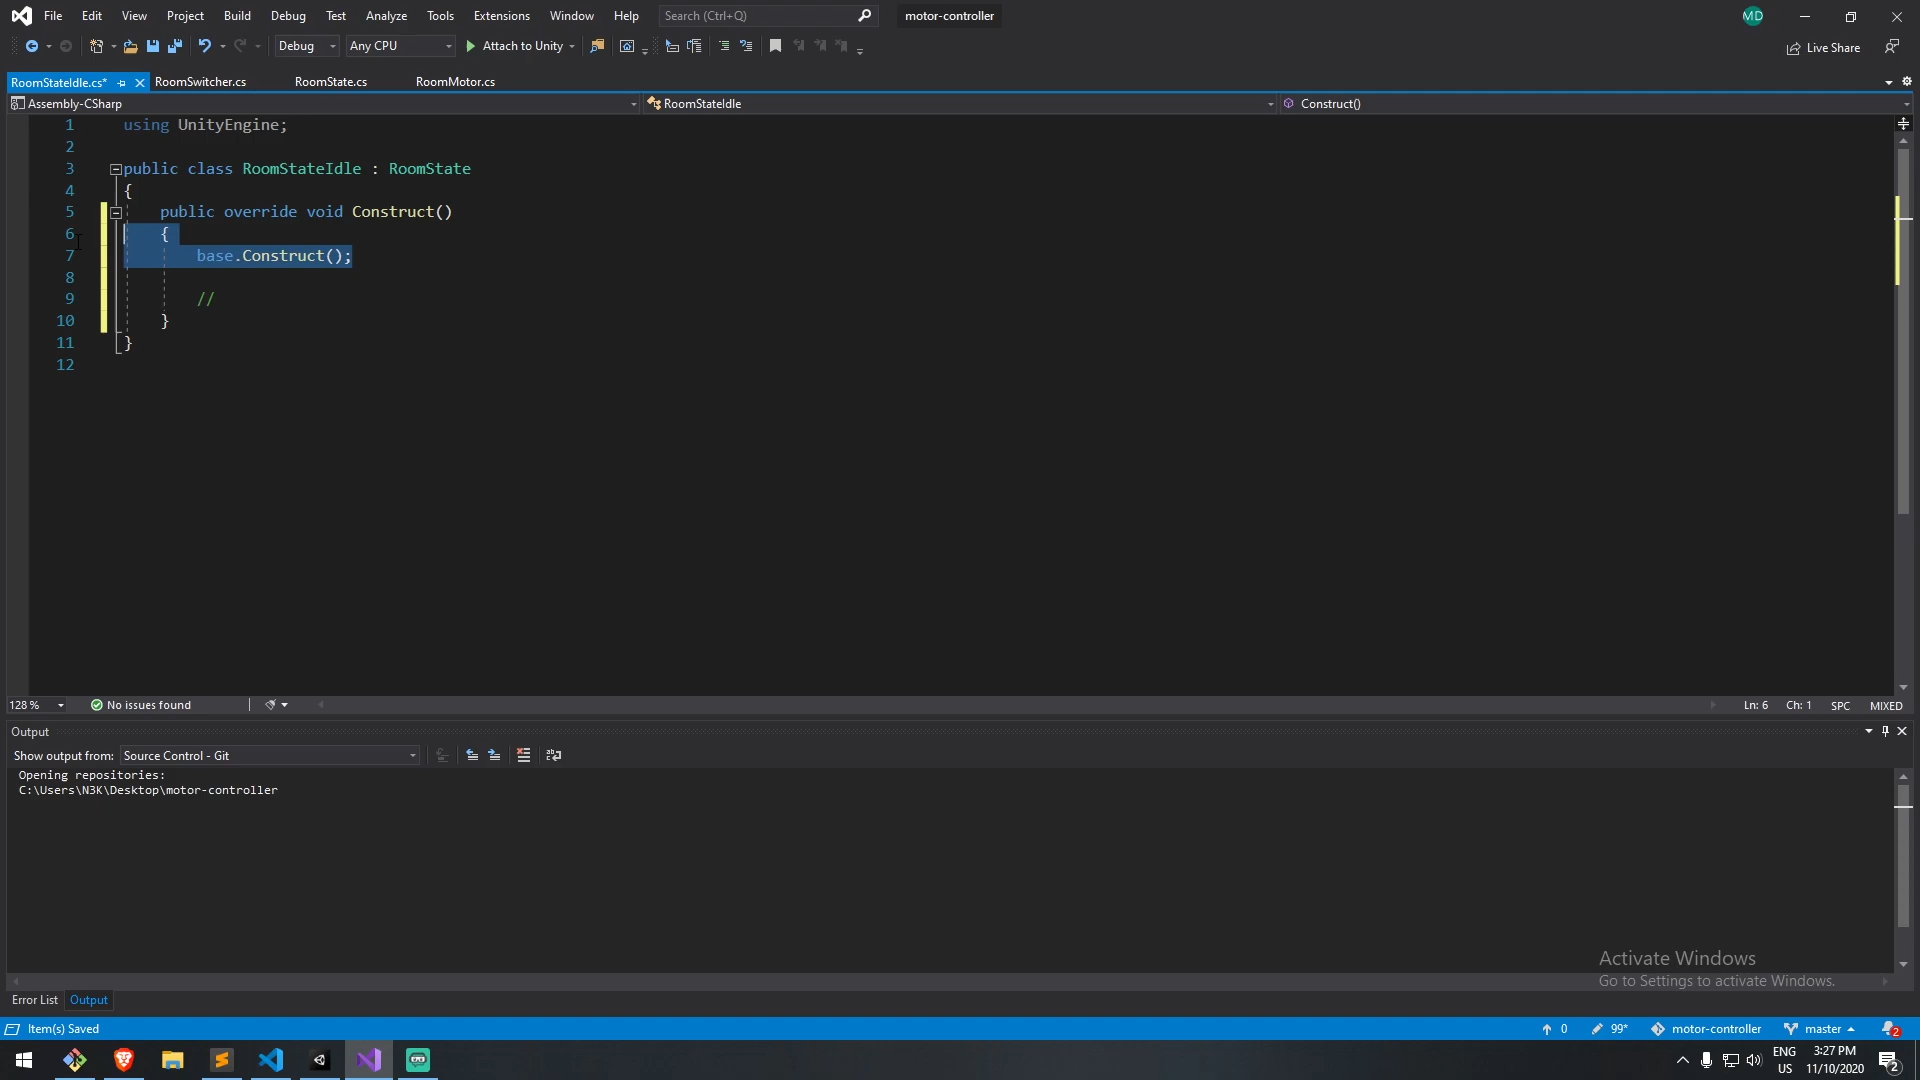 File Edit View Project Build Debug Test Analyze Tools Extensions Window Help Search (Ctrl+Q) motor-controller MD
Debug Any CPU Attach to Unity Live Share
RoomStateIdle.cs* RoomSwitcher.cs RoomState.cs RoomMotor.cs
Assembly-CSharp RoomStateIdle Construct()
1 using UnityEngine;
2
3 public class RoomStateIdle : RoomState
4 {
5 public override void Construct()
6 {
7 base.Construct();
8
9 //
10 }
11 }
12
128 % No issues found Ln: 6 Ch: 1 SPC MIXED
Output
Show output from: Source Control - Git
Opening repositories:
C:\Users\N3K\Desktop\motor-controller
Activate Windows
Go to Settings to activate Windows.
Error List Output
Item(s) Saved 0 99* motor-controller master 2
ENG 3:27 PM
US 11/10/2020 2